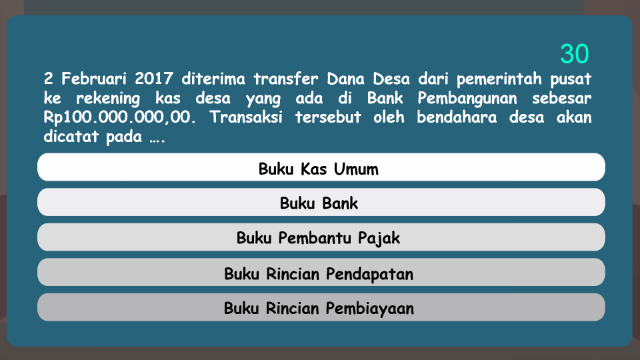 30
2 Februari 2017 diterima transfer Dana Desa dari pemerintah pusat
ke rekening kas desa yang ada di Bank Pembangunan sebesar
Rp100.000.000,00. Transaksi tersebut oleh bendahara desa akan
dicatat pada ....
Buku Kas Umum
Buku Bank
Buku Pembantu Pajak
Buku Rincian Pendapatan
Buku Rincian Pembiayaan